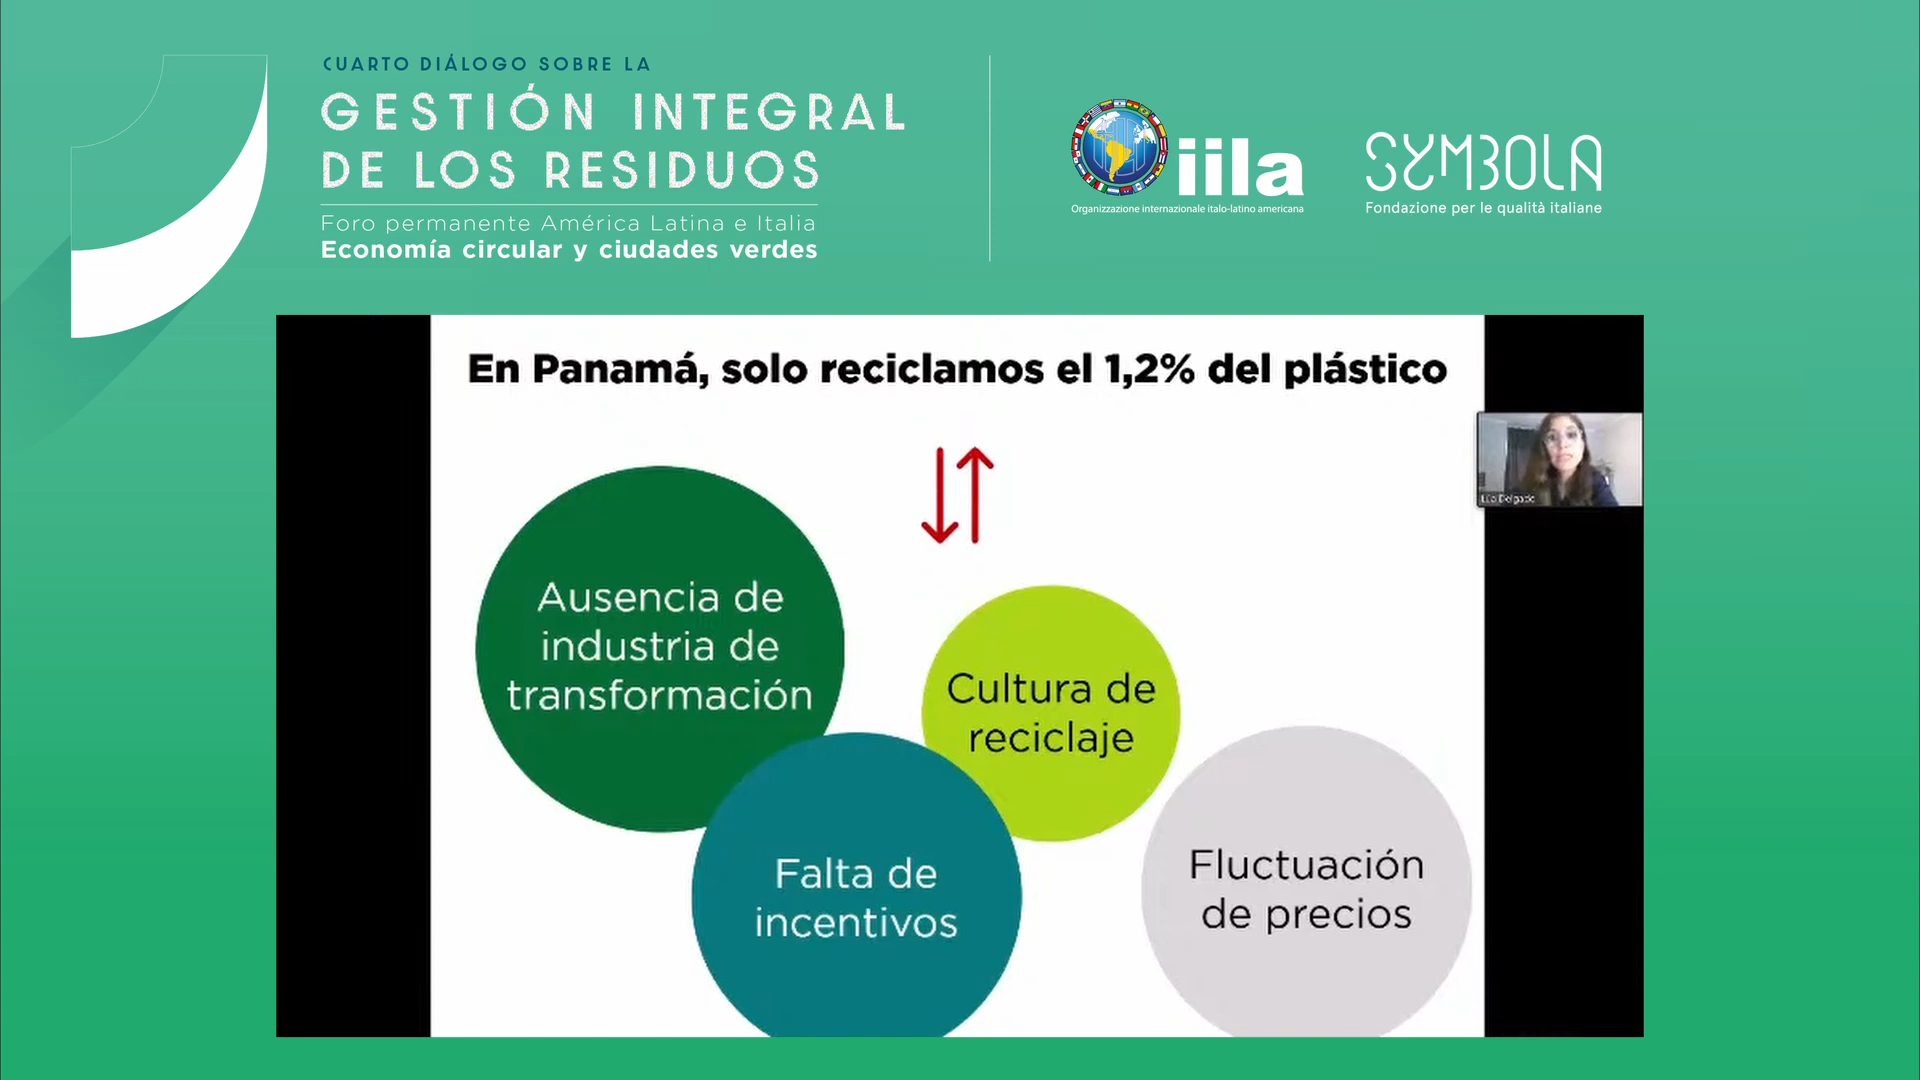 CUARTO DIÁLOGO SOBRE LA
GESTIÓN INTEGRAL
DE LOS RESIDUOS
Foro permanente América Latina e Italia
Economía circular y ciudades verdes
iila
Organizzazione internazionale italo-latino americana
SYMBOLA
Fondazione per le qualità italiane
En Panamá, solo reciclamos el 1,2% del plástico
Ausencia de
industria de
transformación
Cultura de
reciclaje
Falta de
incentivos
Fluctuación
de precios
Delgado